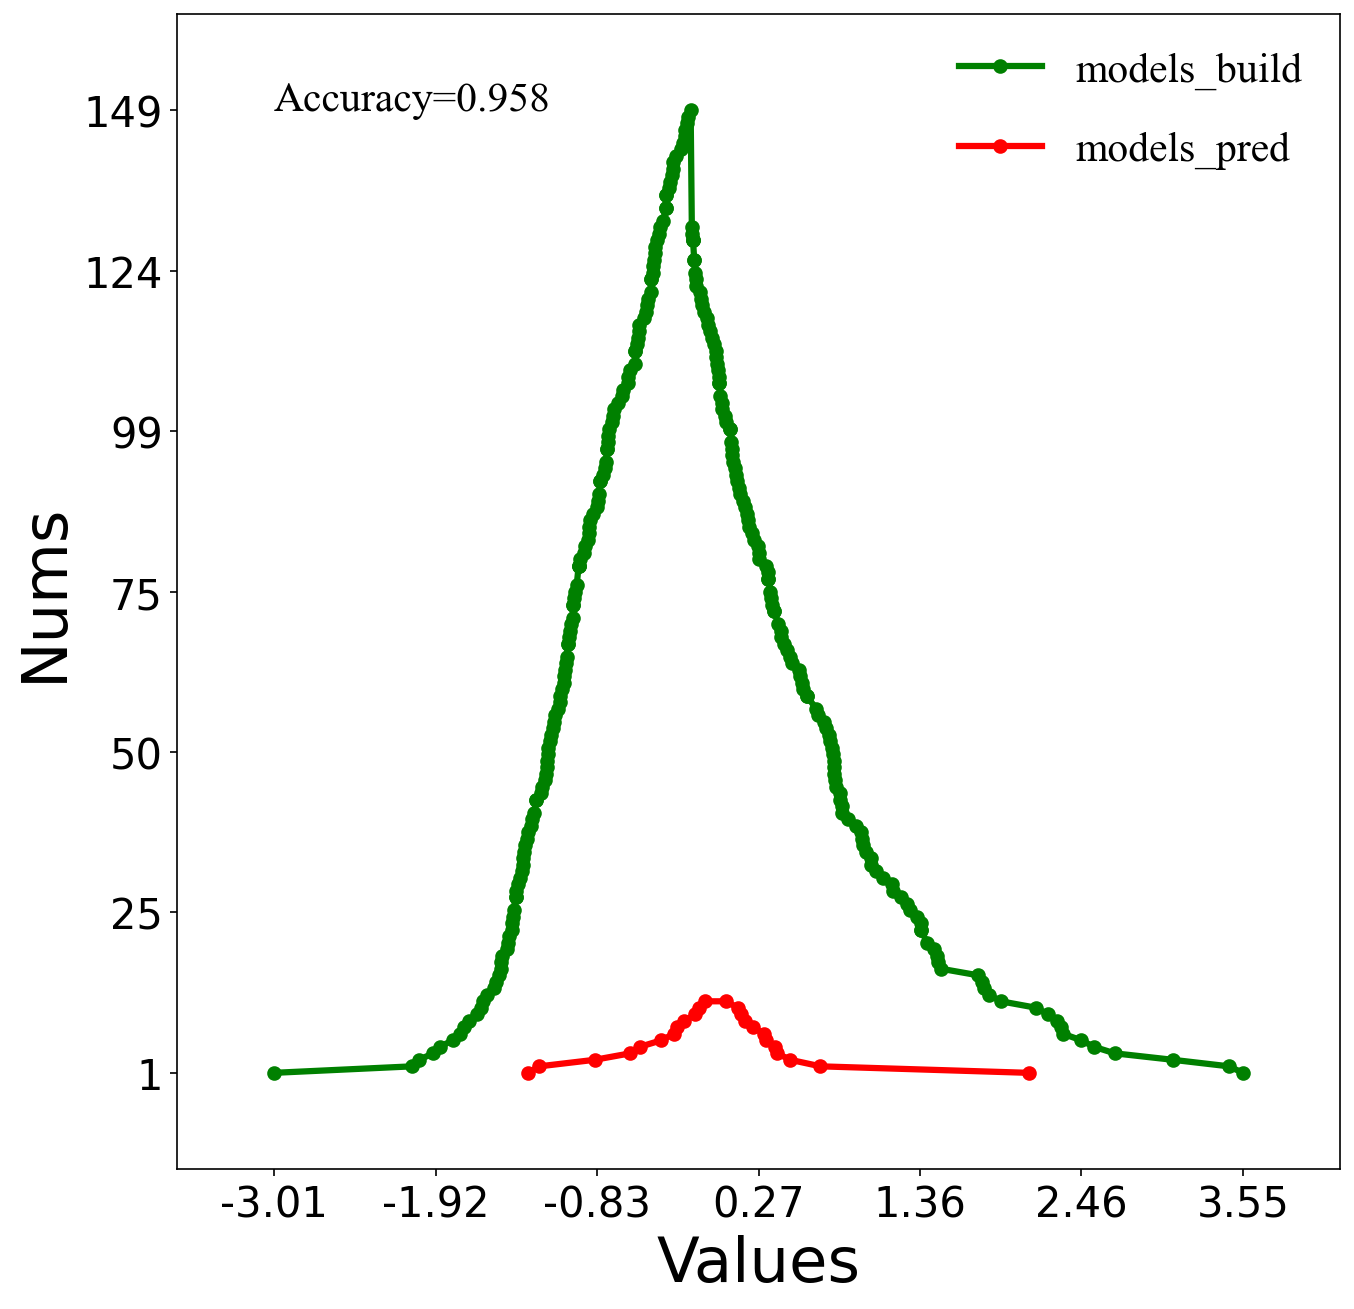 Accuracy=0.958
models_build
models_pred
149
124
99
75
50
25
1
Nums
-3.01 -1.92 -0.83 0.27 1.36 2.46 3.55
Values